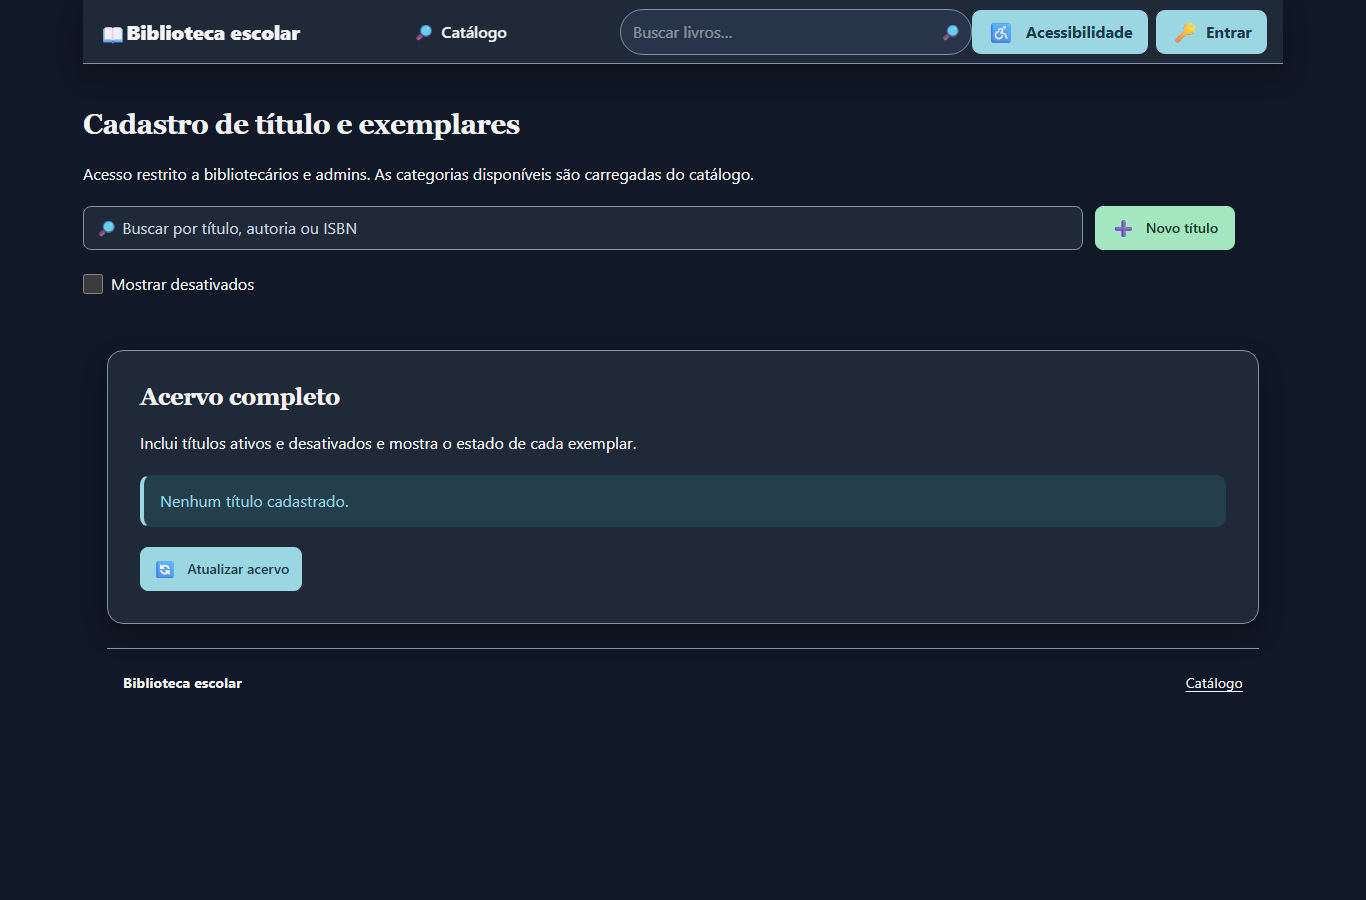 Biblioteca escolar
Catálogo
Buscar livros...
Acessibilidade
Entrar
Cadastro de título e exemplares
Acesso restrito a bibliotecários e admins. As categorias disponíveis são carregadas do catálogo.
Buscar por título, autoria ou ISBN
Novo título
Mostrar desativados
Acervo completo
Inclui títulos ativos e desativados e mostra o estado de cada exemplar.
Nenhum título cadastrado.
Atualizar acervo
Biblioteca escolar
Catálogo